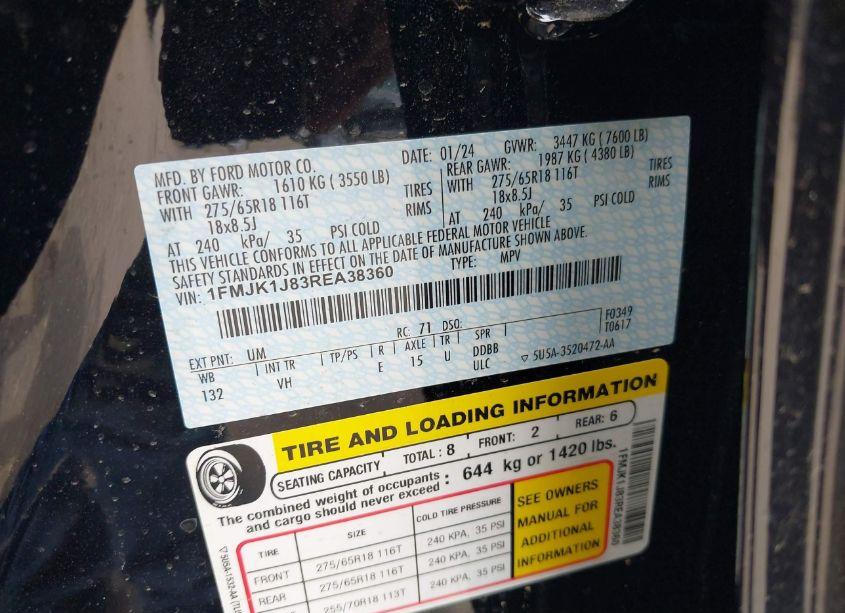 MFD. BY FORD MOTOR CO.
DATE: 01/24 GVWR: 3447 KG ( 7600 LB)
FRONT GAWR: 1610 KG ( 3550 LB)
REAR GAWR: 1987 KG ( 4380 LB)
WITH 275/65R18 116T TIRES
WITH 275/65R18 116T TIRES
18x8.5J RIMS
18x8.5J RIMS
AT 240 kPa/ 35 PSI COLD
AT 240 kPa/ 35 PSI COLD
THIS VEHICLE CONFORMS TO ALL APPLICABLE FEDERAL MOTOR VEHICLE
SAFETY STANDARDS IN EFFECT ON THE DATE OF MANUFACTURE SHOWN ABOVE.
VIN: 1FMJK1J83REA38360 TYPE: MPV
F0349
T0617
EXT PNT: UM RC: 71 DSO:
WB INT TR TP/PS R AXLE TR SPR
132 VH E 15 U DDBB
ULC 5U5A-3520472-AA
TIRE AND LOADING INFORMATION
SEATING CAPACITY TOTAL : 8 FRONT: 2 REAR: 6
The combined weight of occupants
and cargo should never exceed : 644 kg or 1420 lbs.
TIRE SIZE COLD TIRE PRESSURE
FRONT 275/65R18 116T 240 KPA, 35 PSI
REAR 275/65R18 116T 240 KPA, 35 PSI
255/70R18 113T 240 KPA, 35 PSI
SEE OWNERS
MANUAL FOR
ADDITIONAL
INFORMATION
1FMJK1J83REA38360